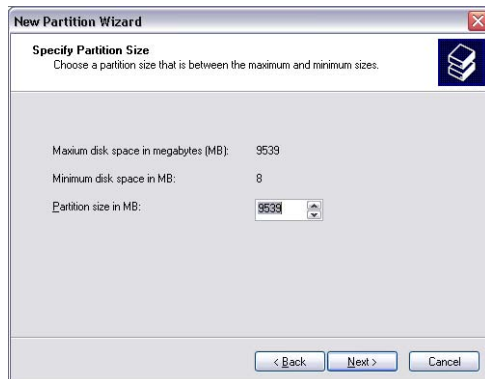 New Partition Wizard
Specify Partition Size
Choose a partition size that is between the maximum and minimum sizes.
Maxium disk space in megabytes (MB): 9539
Minimum disk space in MB: 8
Partition size in MB: 9539
< Back Next > Cancel